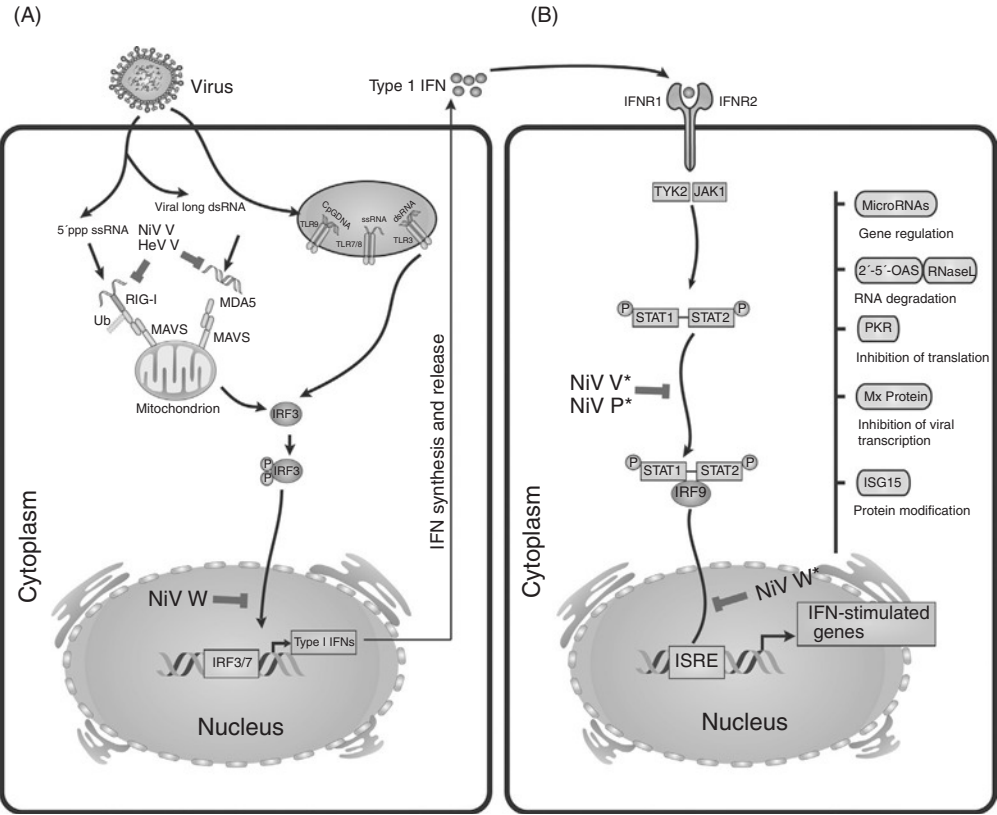 (A)
Virus
Type 1 IFN
5´ppp ssRNA
Viral long dsRNA
NiV V
HeV V
CpGDNA
ssRNA
dsRNA
TLR9
TLR7/8
TLR3
RIG-I
MDA5
Ub
MAVS
MAVS
Mitochondrion
IRF3
P
P
IRF3
IFN synthesis and release
Cytoplasm
NiV W
Type I IFNs
IRF3/7
Nucleus
(B)
IFNR1
IFNR2
TYK2
JAK1
P
STAT1
STAT2
P
NiV V*
NiV P*
P
STAT1
STAT2
P
IRF9
Cytoplasm
NiV W*
IFN-stimulated
genes
ISRE
Nucleus
MicroRNAs
Gene regulation
2´-5´-OAS
RNaseL
RNA degradation
PKR
Inhibition of translation
Mx Protein
Inhibition of viral
transcription
ISG15
Protein modification